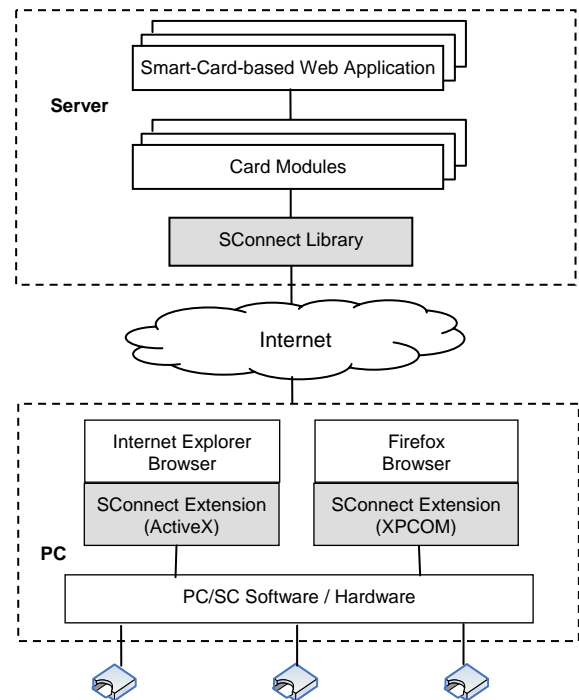 Smart-Card-based Web Application
Server
Card Modules
SConnect Library
Internet
Internet Explorer
Browser
Firefox
Browser
SConnect Extension
(ActiveX)
SConnect Extension
(XPCOM)
PC
PC/SC Software / Hardware